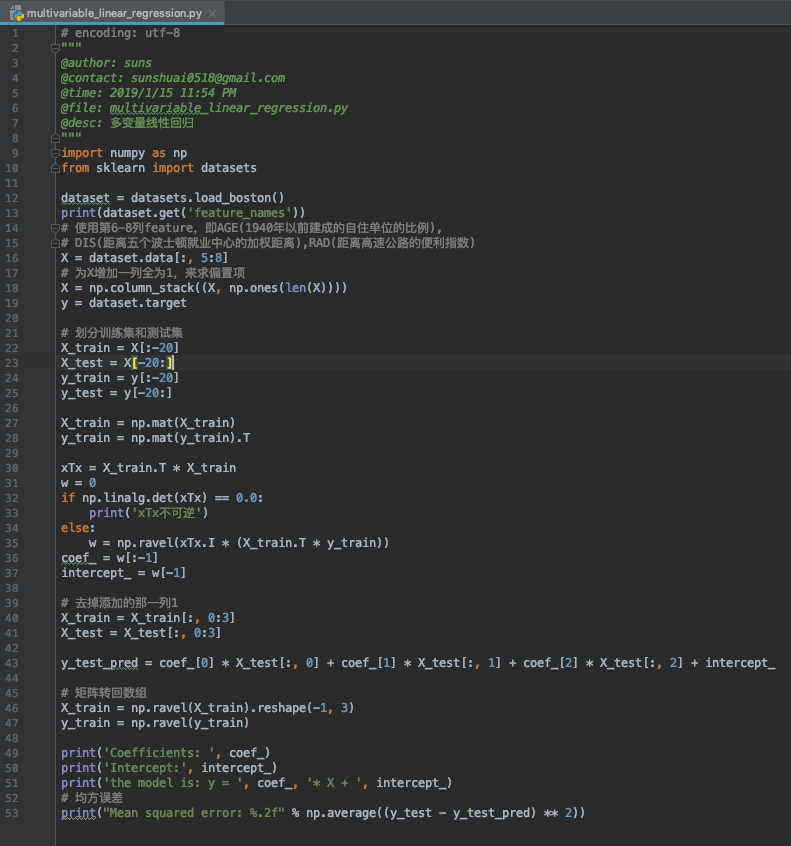 multivariable_linear_regression.py ×
1 # encoding: utf-8
2 """
3 @author: suns
4 @contact: sunshuai0518@gmail.com
5 @time: 2019/1/15 11:54 PM
6 @file: multivariable_linear_regression.py
7 @desc: 多变量线性回归
8 """
9 import numpy as np
10 from sklearn import datasets
11
12 dataset = datasets.load_boston()
13 print(dataset.get('feature_names'))
14 # 使用第6-8列feature，即AGE(1940年以前建成的自住单位的比例),
15 # DIS(距离五个波士顿就业中心的加权距离),RAD(距离高速公路的便利指数)
16 X = dataset.data[:, 5:8]
17 # 为X增加一列全为1，来求偏置项
18 X = np.column_stack((X, np.ones(len(X))))
19 y = dataset.target
20
21 # 划分训练集和测试集
22 X_train = X[:-20]
23 X_test = X[-20:]
24 y_train = y[:-20]
25 y_test = y[-20:]
26
27 X_train = np.mat(X_train)
28 y_train = np.mat(y_train).T
29
30 xTx = X_train.T * X_train
31 w = 0
32 if np.linalg.det(xTx) == 0.0:
33     print('xTx不可逆')
34 else:
35     w = np.ravel(xTx.I * (X_train.T * y_train))
36 coef_ = w[:-1]
37 intercept_ = w[-1]
38
39 # 去掉添加的那一列1
40 X_train = X_train[:, 0:3]
41 X_test = X_test[:, 0:3]
42
43 y_test_pred = coef_[0] * X_test[:, 0] + coef_[1] * X_test[:, 1] + coef_[2] * X_test[:, 2] + intercept_
44
45 # 矩阵转回数组
46 X_train = np.ravel(X_train).reshape(-1, 3)
47 y_train = np.ravel(y_train)
48
49 print('Coefficients: ', coef_)
50 print('Intercept:', intercept_)
51 print('the model is: y = ', coef_, '* X + ', intercept_)
52 # 均方误差
53 print("Mean squared error: %.2f" % np.average((y_test - y_test_pred) ** 2))